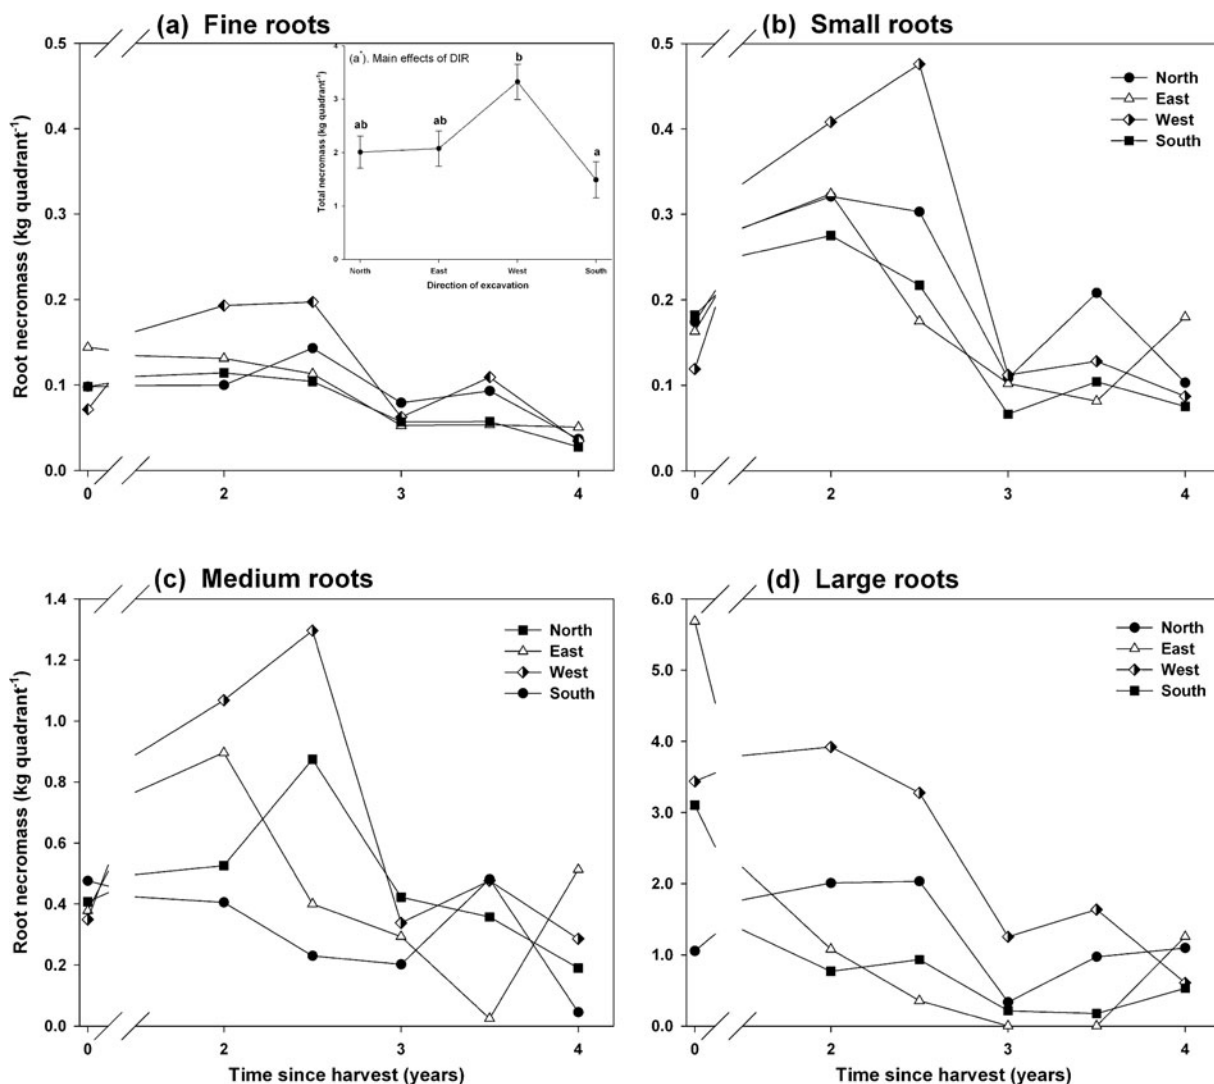 (a) Fine roots
0.5
0.4
0.3
0.2
0.1
0.0
Root necromass (kg quadrant⁻¹)
0
2
3
4
(a*). Main effects of DIR
4
3
2
1
0
Total necromass (kg quadrant⁻¹)
ab
ab
b
a
North
East
West
South
Direction of excavation
(b) Small roots
0.5
0.4
0.3
0.2
0.1
0.0
North
East
West
South
0
2
3
4
(c) Medium roots
1.4
1.2
1.0
0.8
0.6
0.4
0.2
0.0
Root necromass (kg quadrant⁻¹)
North
East
West
South
0
2
3
4
Time since harvest (years)
(d) Large roots
6.0
5.0
4.0
3.0
2.0
1.0
0.0
North
East
West
South
0
2
3
4
Time since harvest (years)